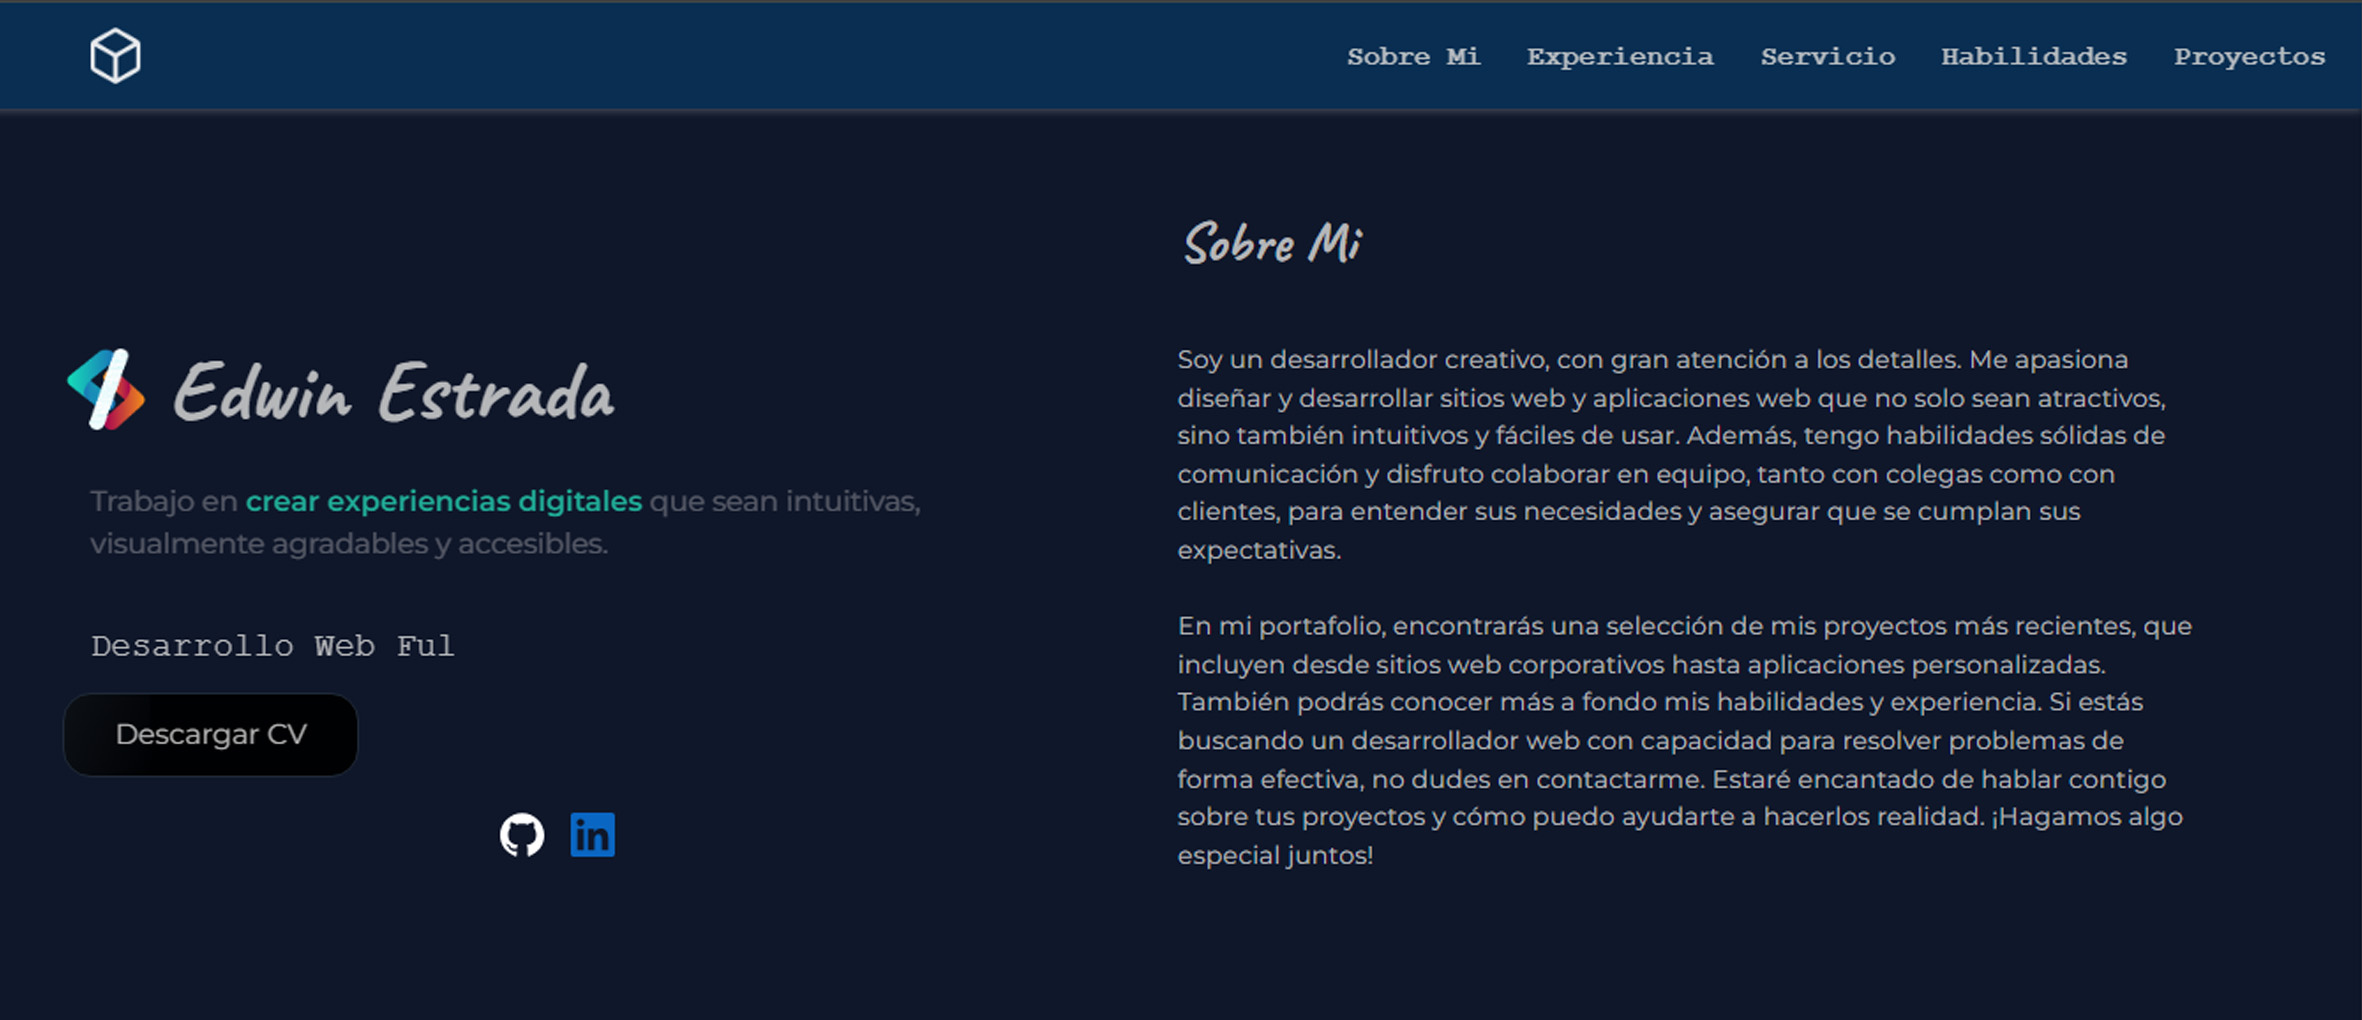 Sobre Mi Experiencia Servicio Habilidades Proyectos
Edwin Estrada
Trabajo en crear experiencias digitales que sean intuitivas,
visualmente agradables y accesibles.
Desarrollo Web Ful
Descargar CV
in
Sobre Mi
Soy un desarrollador creativo, con gran atención a los detalles. Me apasiona
diseñar y desarrollar sitios web y aplicaciones web que no solo sean atractivos,
sino también intuitivos y fáciles de usar. Además, tengo habilidades sólidas de
comunicación y disfruto colaborar en equipo, tanto con colegas como con
clientes, para entender sus necesidades y asegurar que se cumplan sus
expectativas.
En mi portafolio, encontrarás una selección de mis proyectos más recientes, que
incluyen desde sitios web corporativos hasta aplicaciones personalizadas.
También podrás conocer más a fondo mis habilidades y experiencia. Si estás
buscando un desarrollador web con capacidad para resolver problemas de
forma efectiva, no dudes en contactarme. Estaré encantado de hablar contigo
sobre tus proyectos y cómo puedo ayudarte a hacerlos realidad. ¡Hagamos algo
especial juntos!